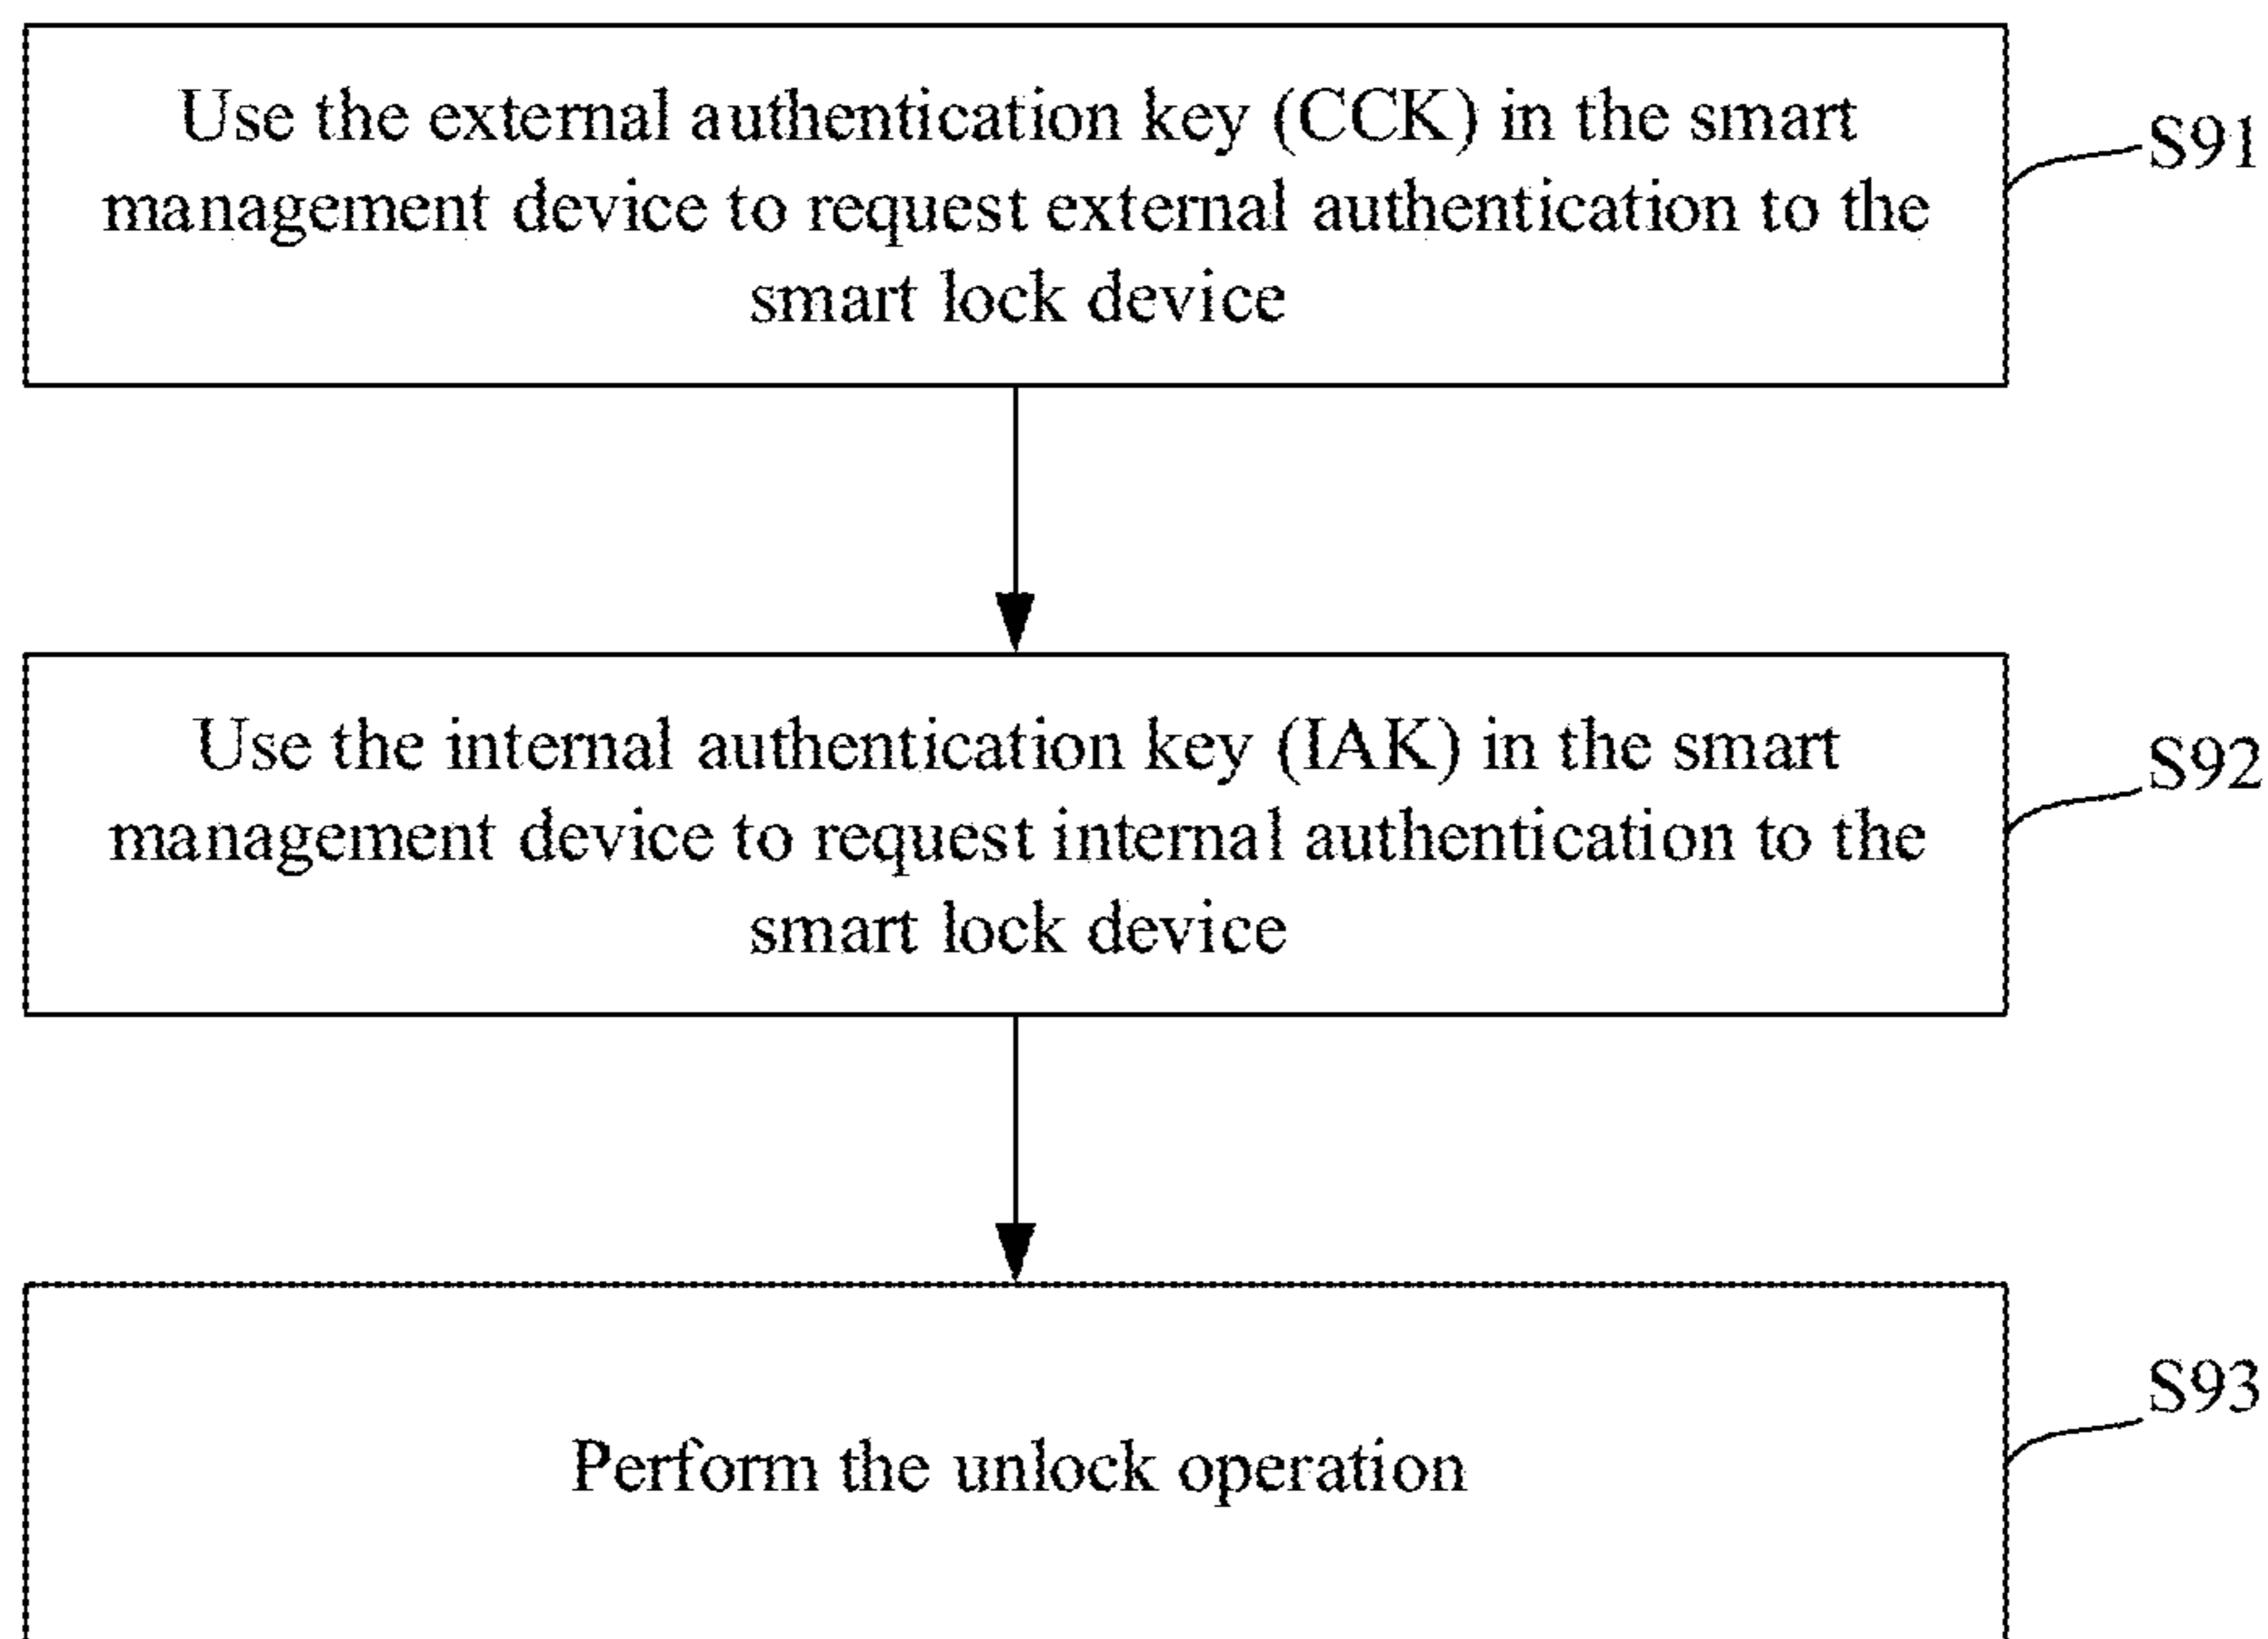 Use the external authentication key (CCK) in the smart
management device to request external authentication to the
smart lock device
S91
Use the internal authentication key (IAK) in the smart
management device to request internal authentication to the
smart lock device
S92
Perform the unlock operation
S93